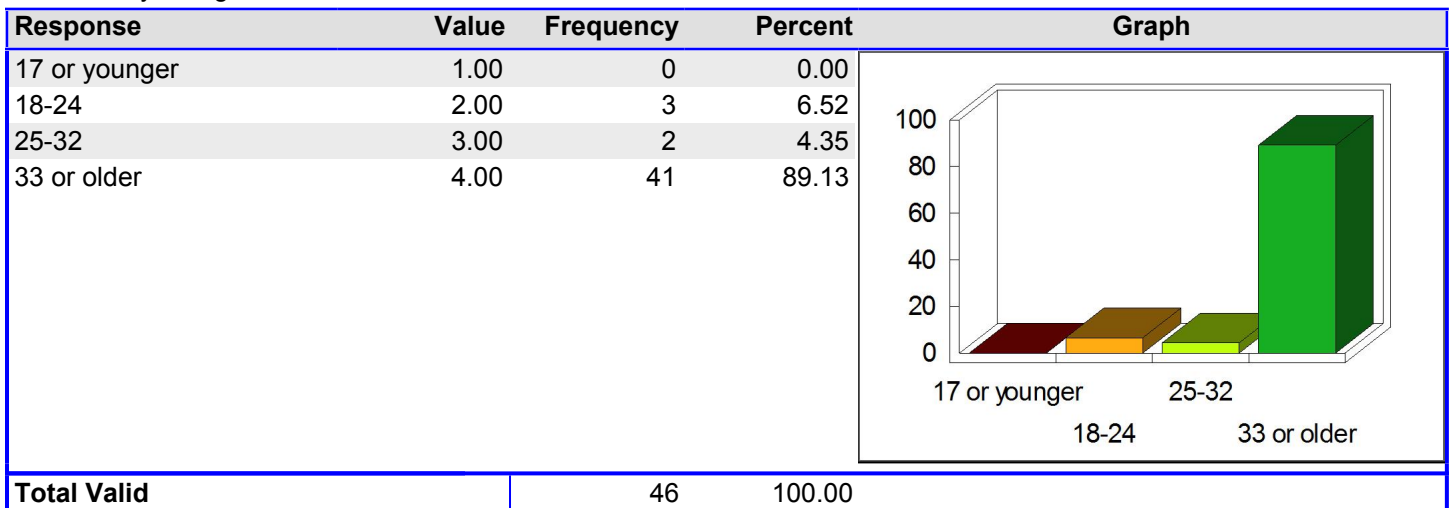 Response Value Frequency Percent Graph
17 or younger 1.00 0 0.00
18-24 2.00 3 6.52
25-32 3.00 2 4.35
33 or older 4.00 41 89.13
100
80
60
40
20
0
17 or younger 25-32
18-24 33 or older
Total Valid 46 100.00